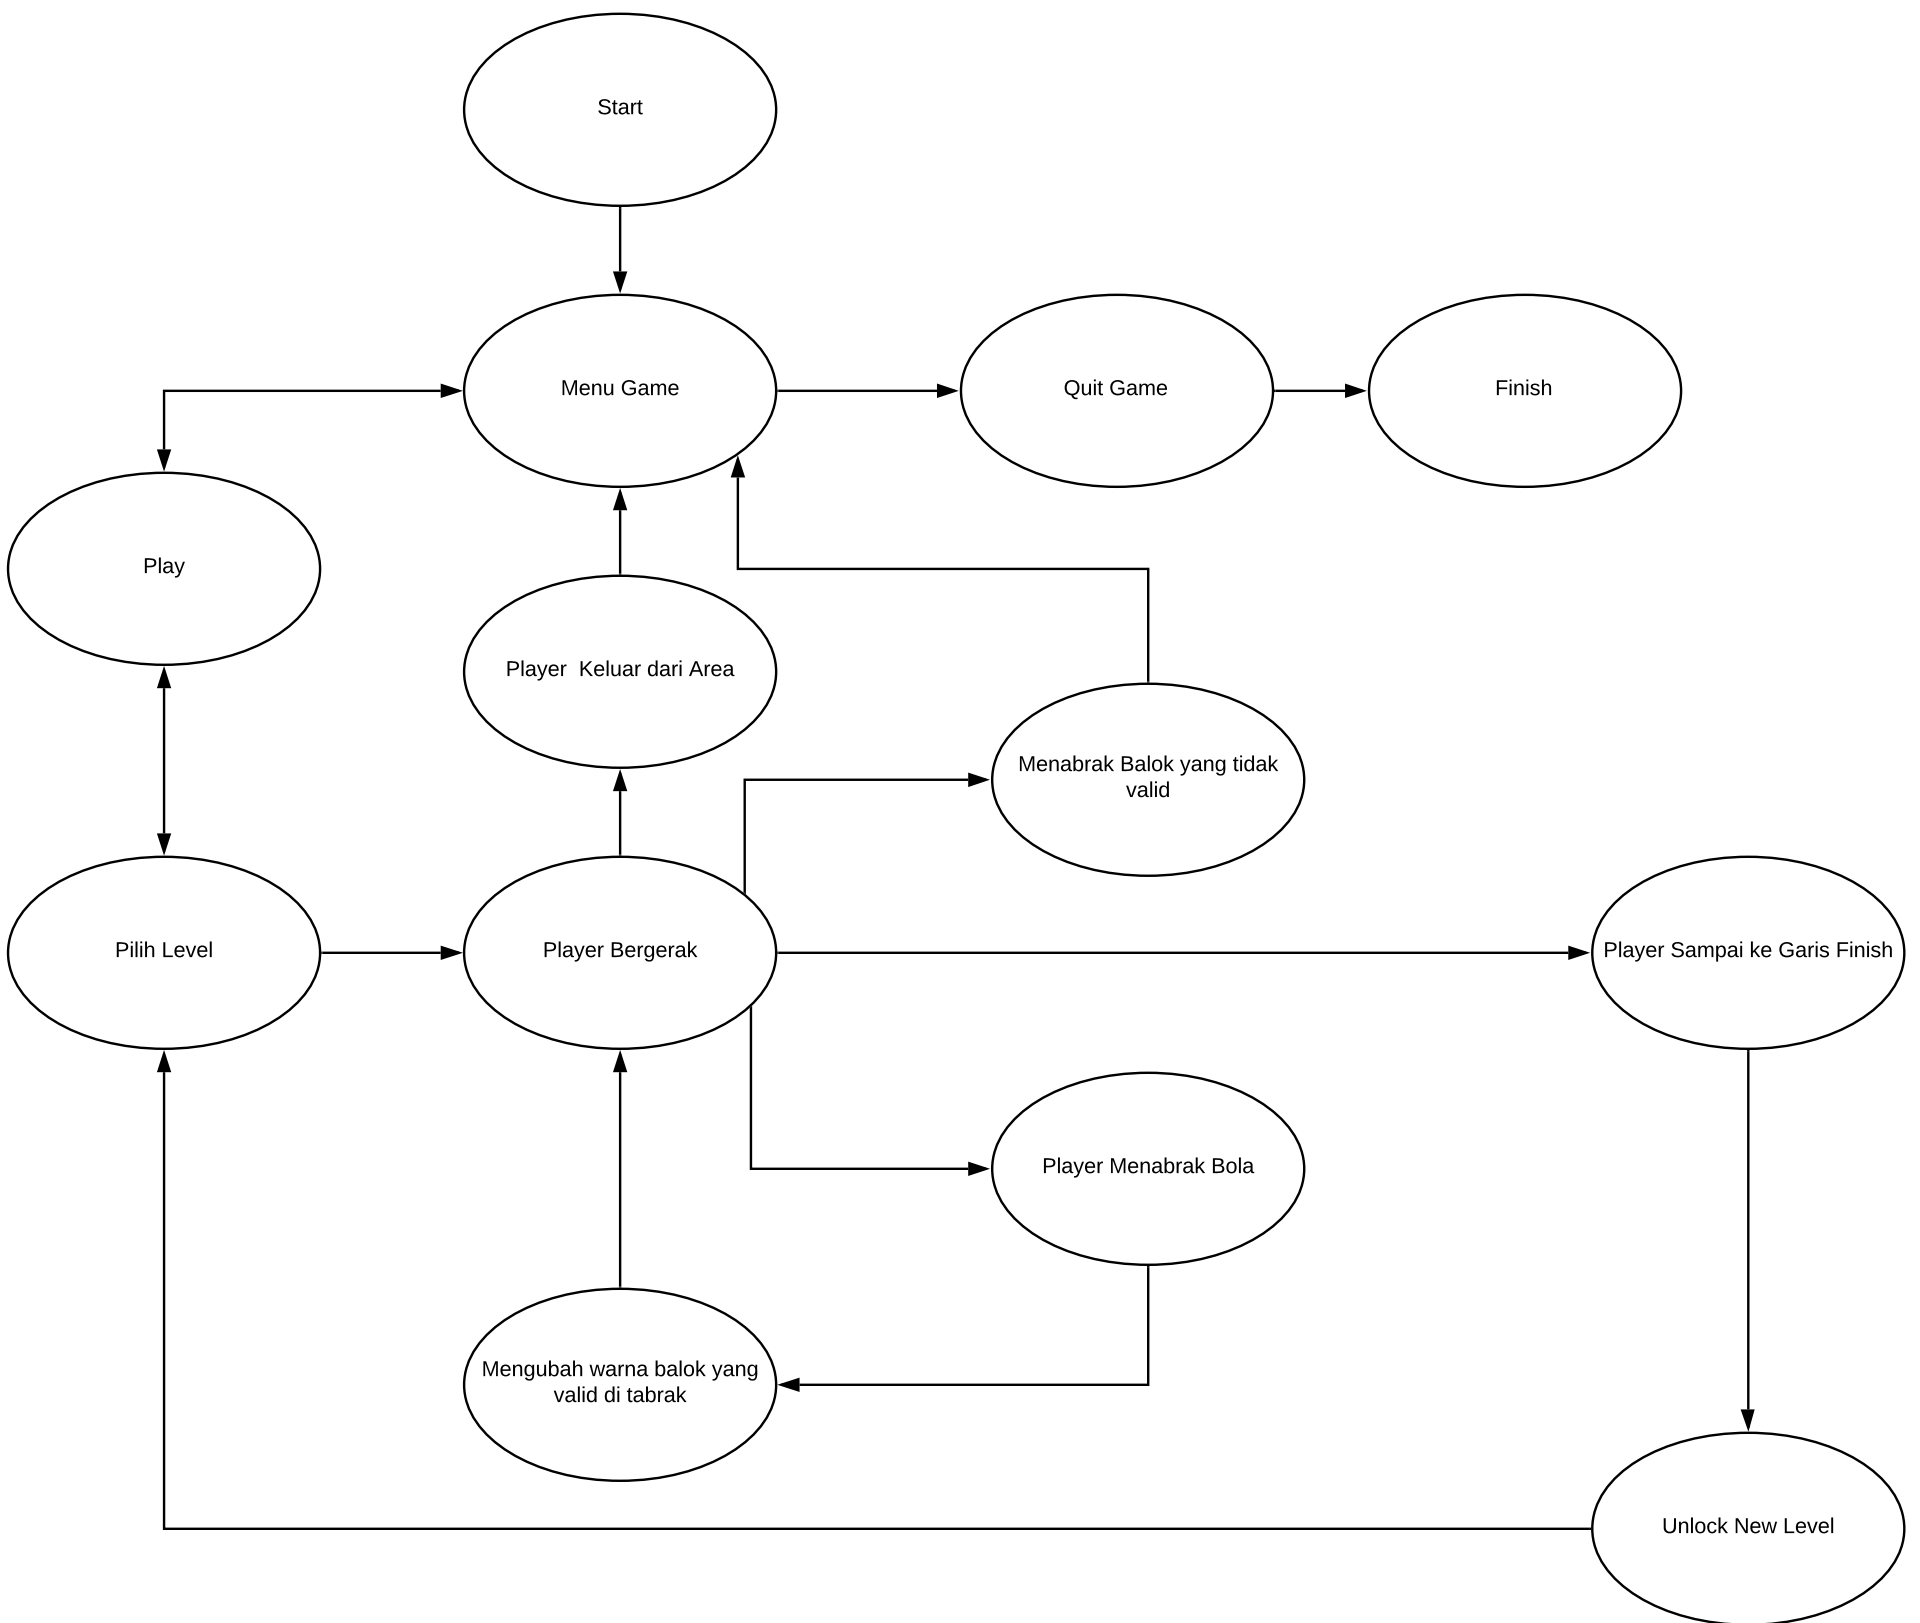 Start
Menu Game
Quit Game
Finish
Play
Player  Keluar dari Area
Menabrak Balok yang tidak
valid
Pilih Level
Player Bergerak
Player Sampai ke Garis Finish
Player Menabrak Bola
Mengubah warna balok yang
valid di tabrak
Unlock New Level